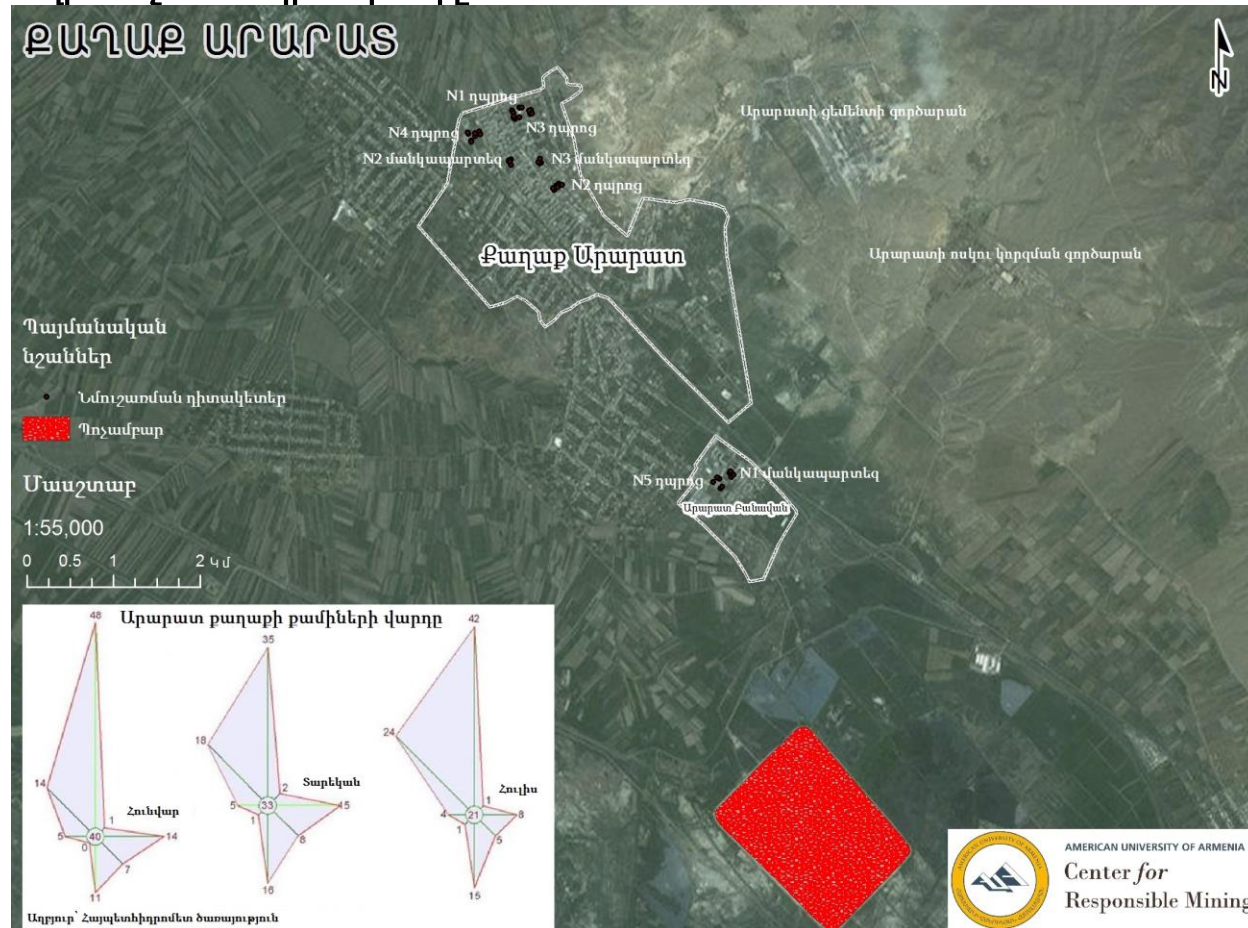 ՔԱՂԱՔ ԱՐԱՐԱՏ
N
N1 դպրոց
N3 դպրոց
N4 դպրոց
N2 մանկապարտեզ
N3 մանկապարտեզ
N2 դպրոց
Արարատի ցեմենտի գործարան
Քաղաք Արարատ
Արարատի ոսկու կորզման գործարան
Պայմանական
նշաններ
Նմուշառման դիտակետեր
Պոչամբար
N5 դպրոց
N1 մանկապարտեզ
Արարատ Բանավան
Մասշտաբ
1:55,000
0 0.5 1 2 Կմ
Արարատ քաղաքի քամիների վարդը
48
14
5
0
40
1
14
7
11
Հունվար
35
18
5
1
33
2
15
8
16
Տարեկան
42
24
4
1
21
1
8
5
15
Հուլիս
Աղբյուր՝ Հայպետհիդրոմետ ծառայություն
AMERICAN UNIVERSITY OF ARMENIA
Center for
Responsible Mining